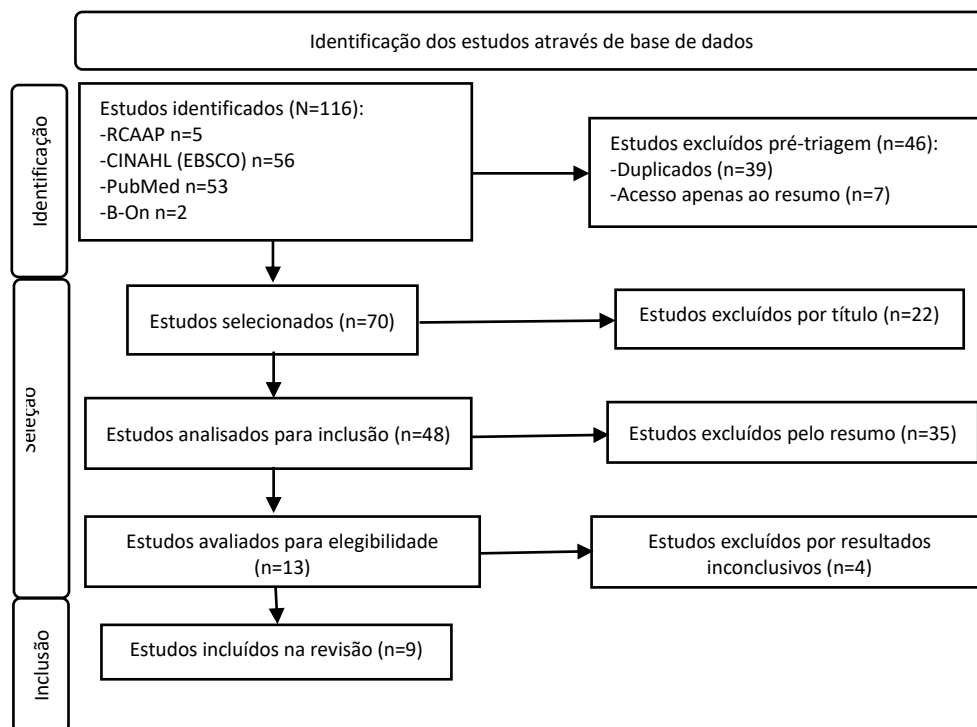 Identificação dos estudos através de base de dados
Identificação
Estudos identificados (N=116):
-RCAAP n=5
-CINAHL (EBSCO) n=56
-PubMed n=53
-B-On n=2
Estudos excluídos pré-triagem (n=46):
-Duplicados (n=39)
-Acesso apenas ao resumo (n=7)
Seleção
Estudos selecionados (n=70)
Estudos excluídos por título (n=22)
Estudos analisados para inclusão (n=48)
Estudos excluídos pelo resumo (n=35)
Estudos avaliados para elegibilidade
(n=13)
Estudos excluídos por resultados
inconclusivos (n=4)
Inclusão
Estudos incluídos na revisão (n=9)